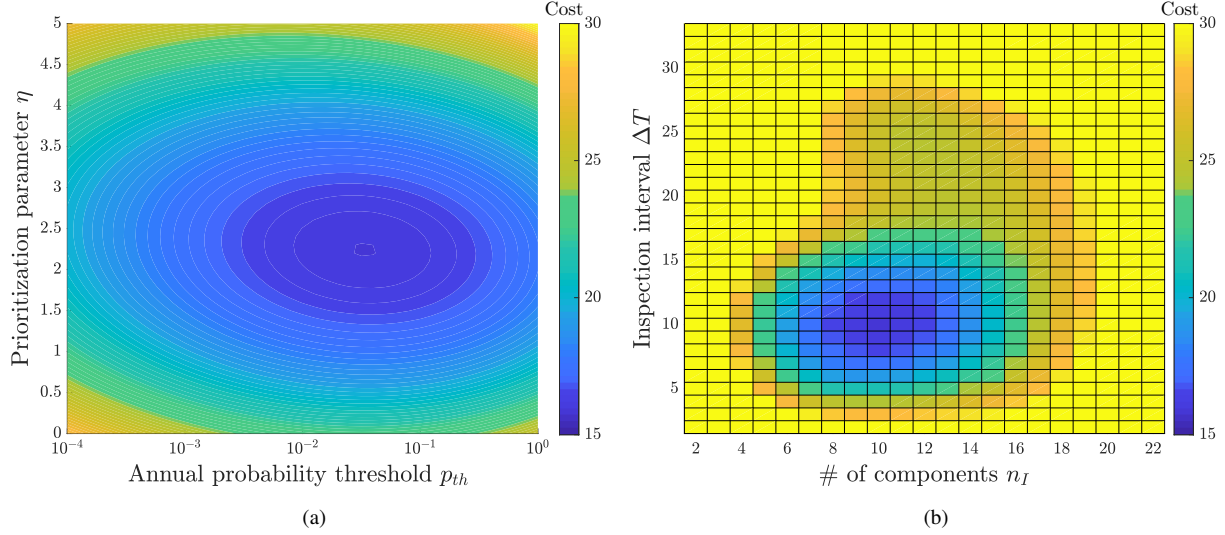 Cost
5
4.5
4
3.5
3
2.5
2
1.5
1
0.5
0
Prioritization parameter η
10⁻⁴ 10⁻³ 10⁻² 10⁻¹ 10⁰
Annual probability threshold pₜₕ
30
25
20
15
(a)
Cost
30
25
20
15
10
5
Inspection interval ΔT
2 4 6 8 10 12 14 16 18 20 22
# of components n_I
30
25
20
15
(b)